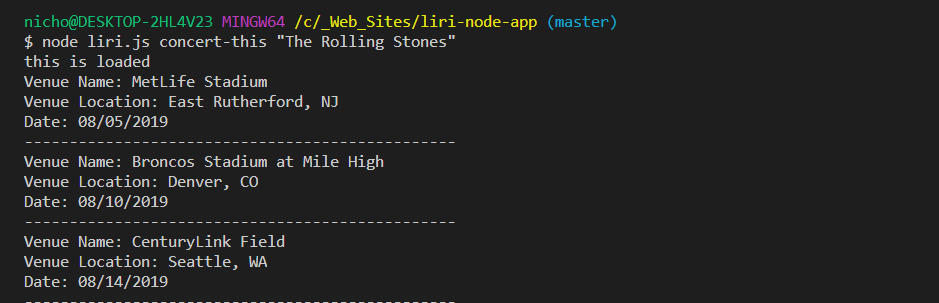 nicho@DESKTOP-2HL4V23 MINGW64 /c/_Web_Sites/liri-node-app (master)
$ node liri.js concert-this "The Rolling Stones"
this is loaded
Venue Name: MetLife Stadium
Venue Location: East Rutherford, NJ
Date: 08/05/2019
------------------------------------------------
Venue Name: Broncos Stadium at Mile High
Venue Location: Denver, CO
Date: 08/10/2019
------------------------------------------------
Venue Name: CenturyLink Field
Venue Location: Seattle, WA
Date: 08/14/2019
------------------------------------------------